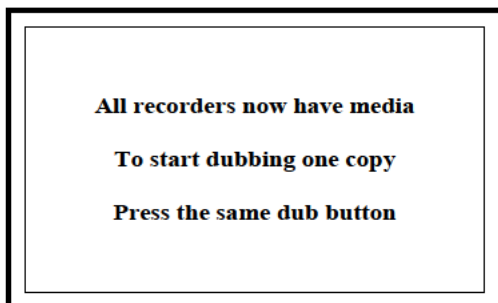 All recorders now have media
To start dubbing one copy
Press the same dub button